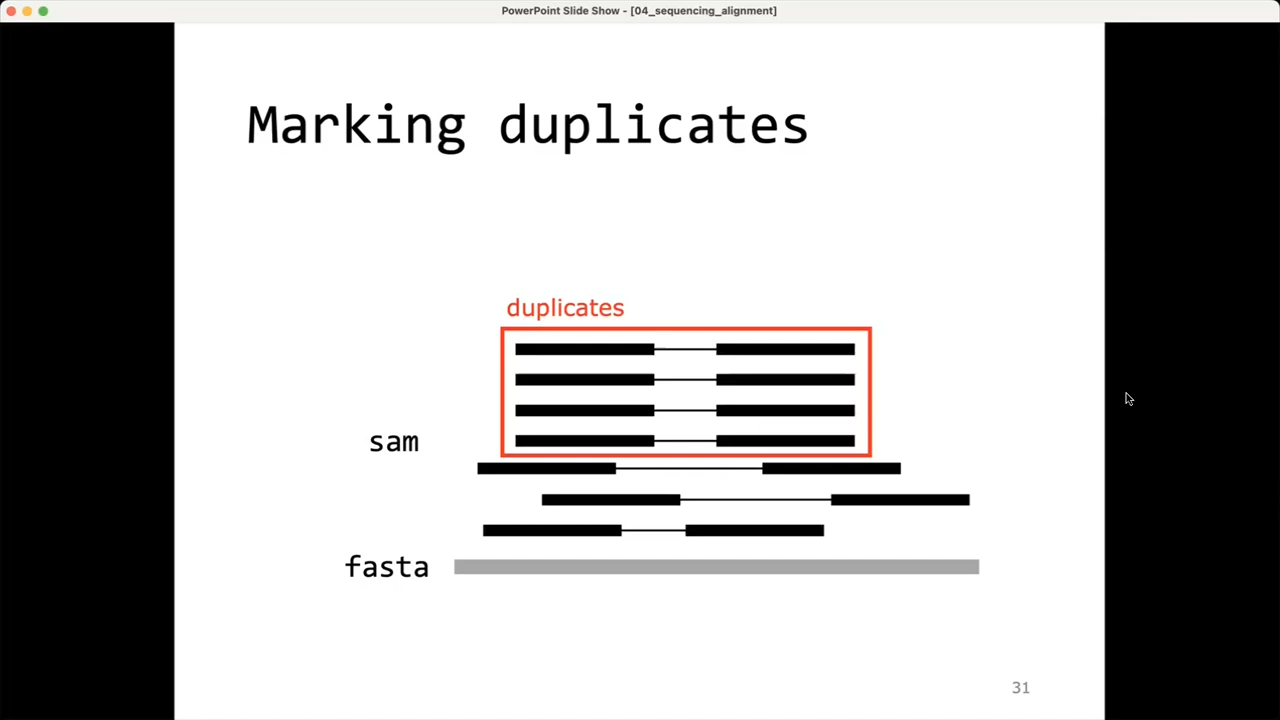 PowerPoint Slide Show - [04_sequencing_alignment]
Marking duplicates
duplicates
sam
fasta
31